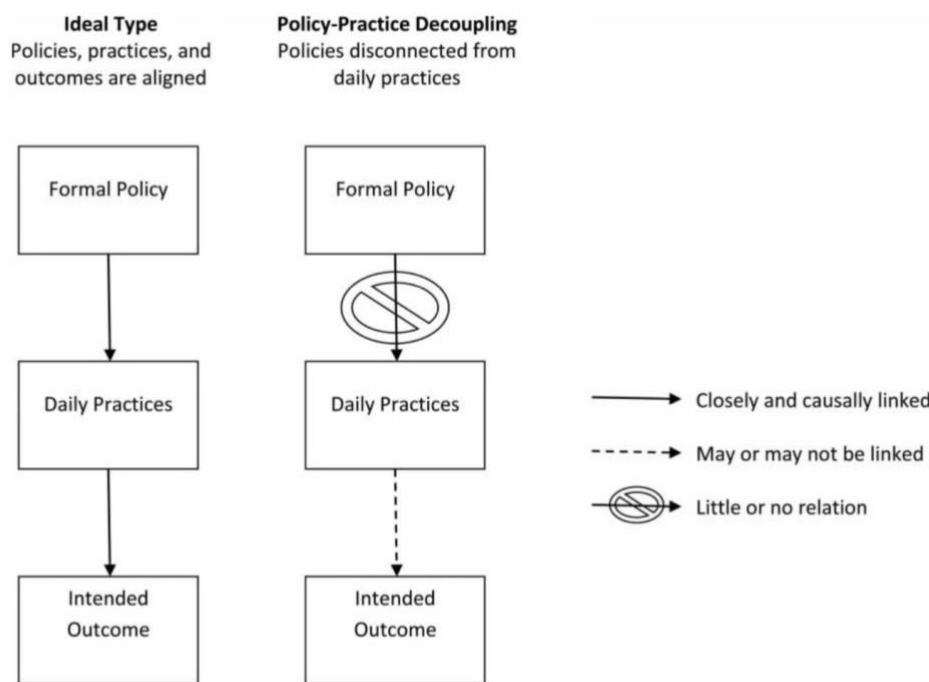 Ideal Type
Policies, practices, and
outcomes are aligned
Policy-Practice Decoupling
Policies disconnected from
daily practices
Formal Policy
Daily Practices
Intended
Outcome
Formal Policy
Daily Practices
Intended
Outcome
Closely and causally linked
May or may not be linked
Little or no relation